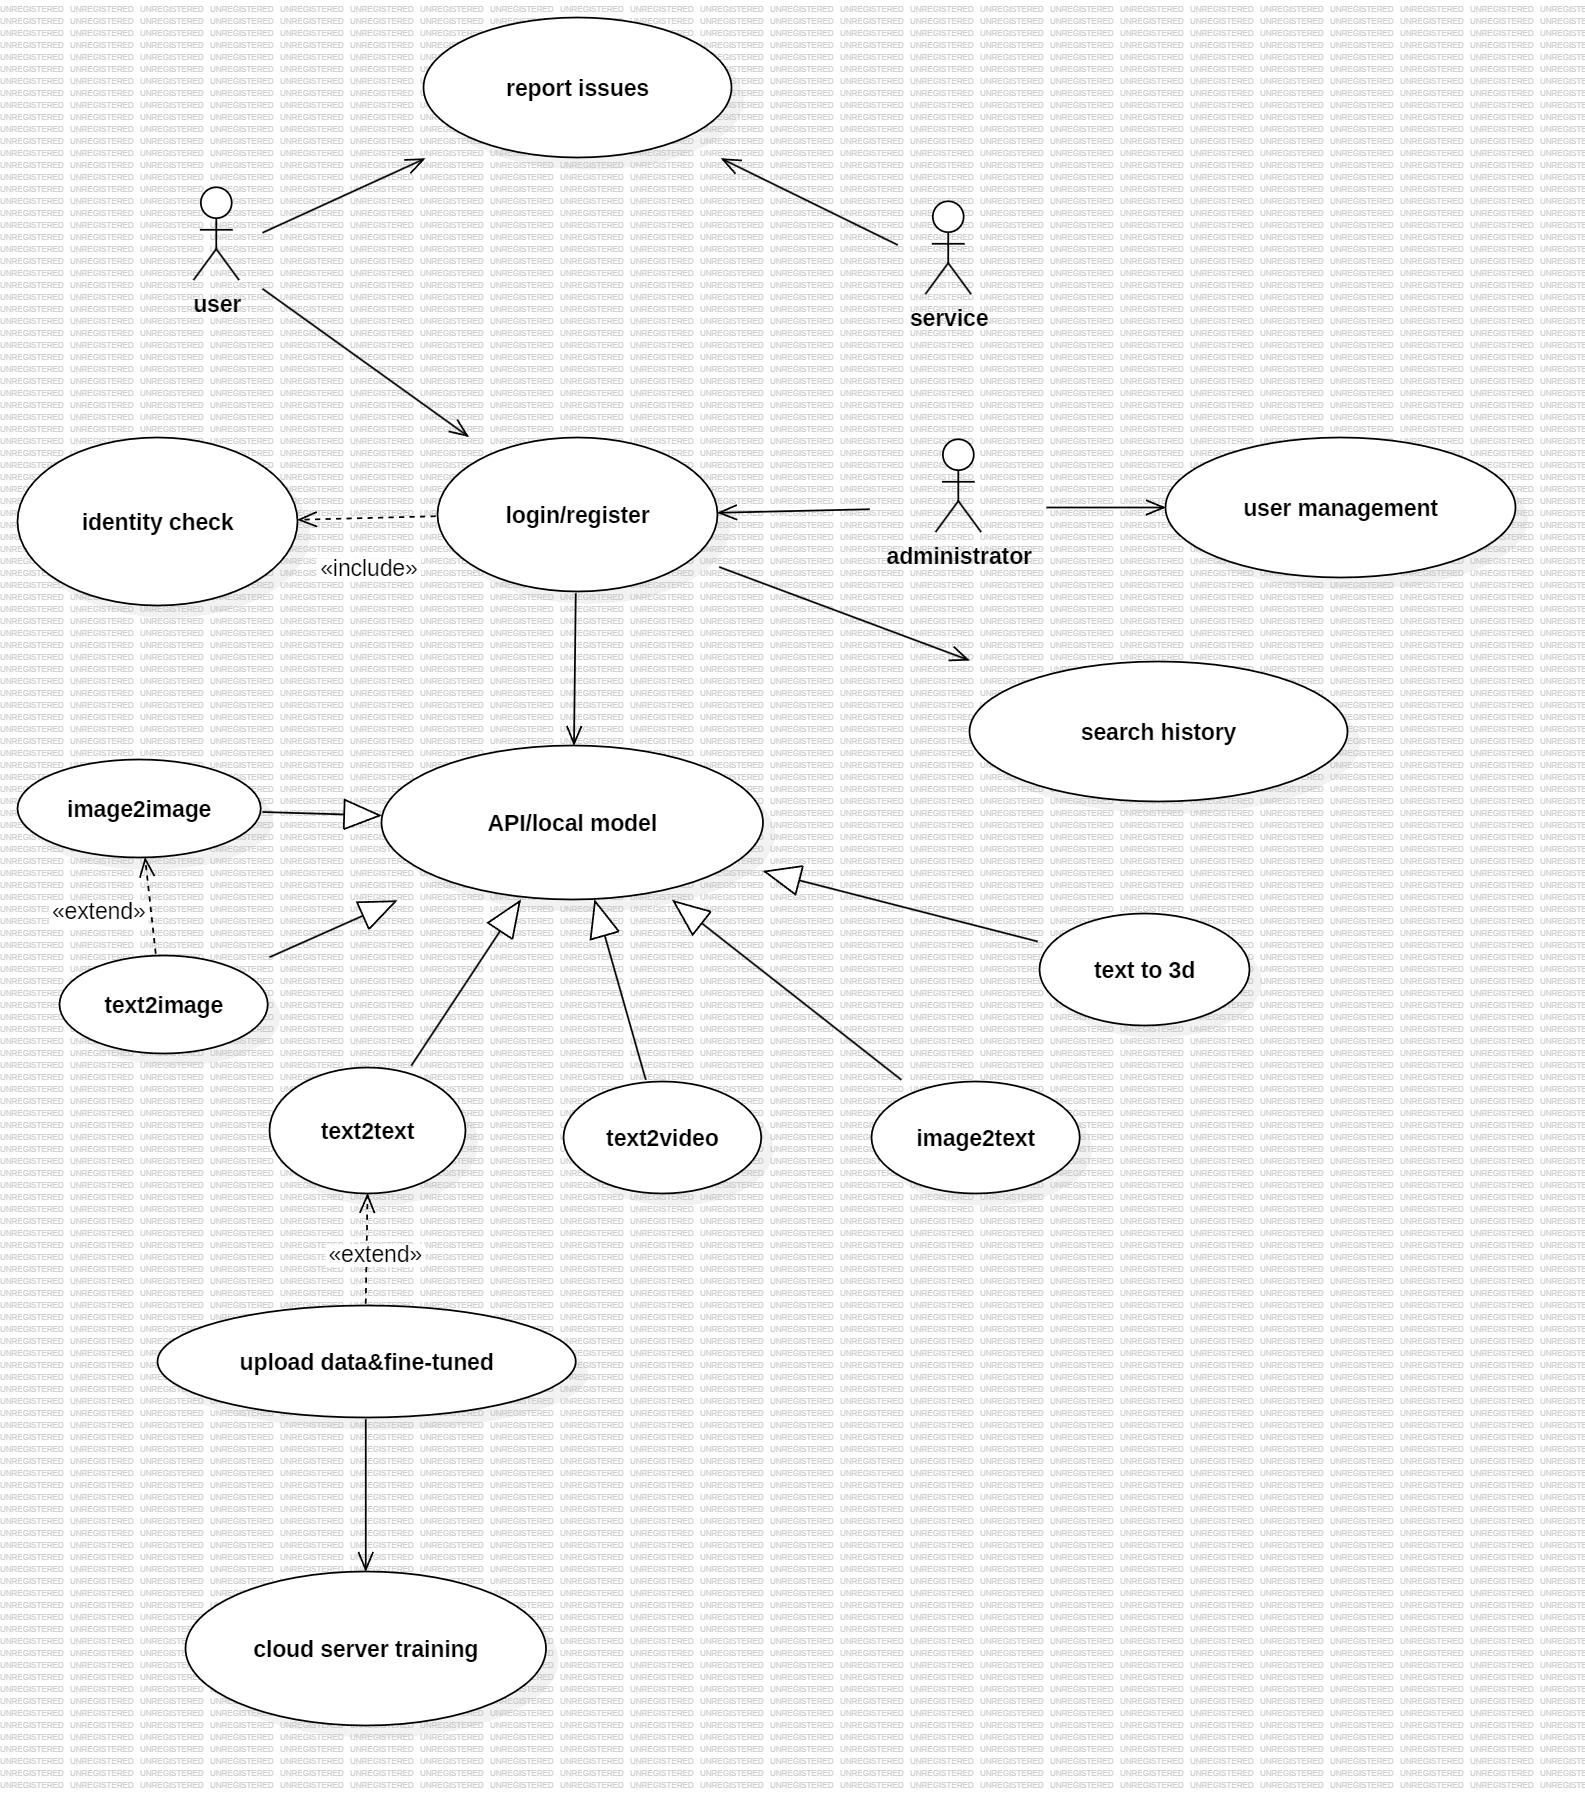 report issues
user
service
identity check
login/register
user management
administrator
«include»
search history
image2image
API/local model
«extend»
text to 3d
text2image
text2text
text2video
image2text
«extend»
upload data&fine-tuned
cloud server training
UNREGISTERED